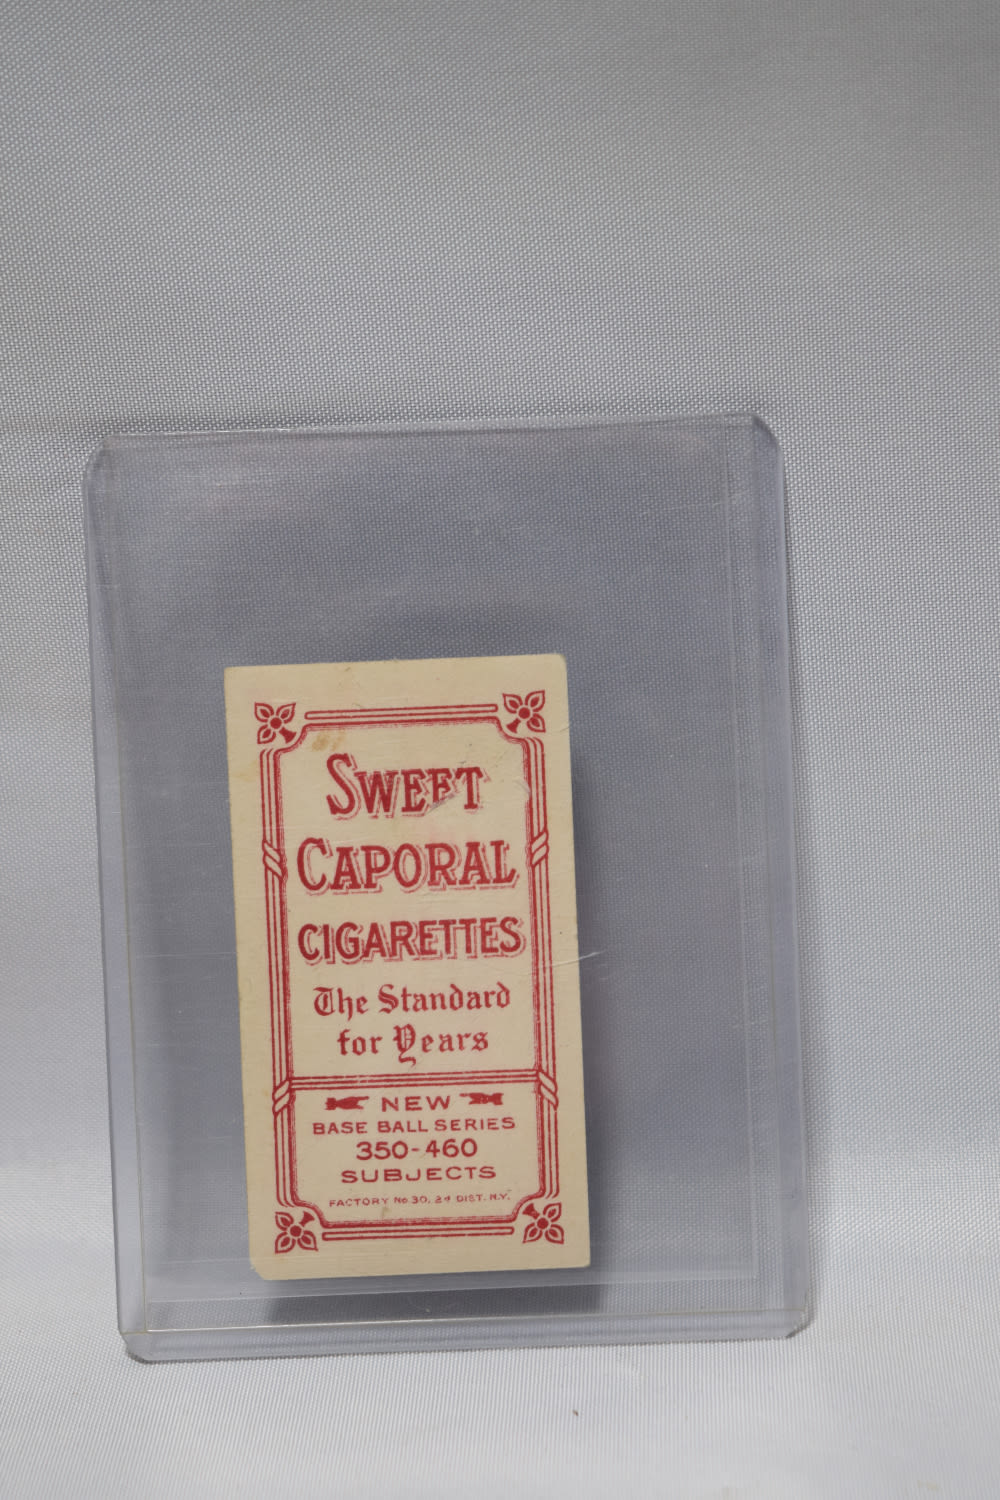 SWEET
CAPORAL
CIGARETTES
The Standard
for Years
NEW
BASE BALL SERIES
350-460
SUBJECTS
FACTORY No 30, 2d DIST. N.Y.